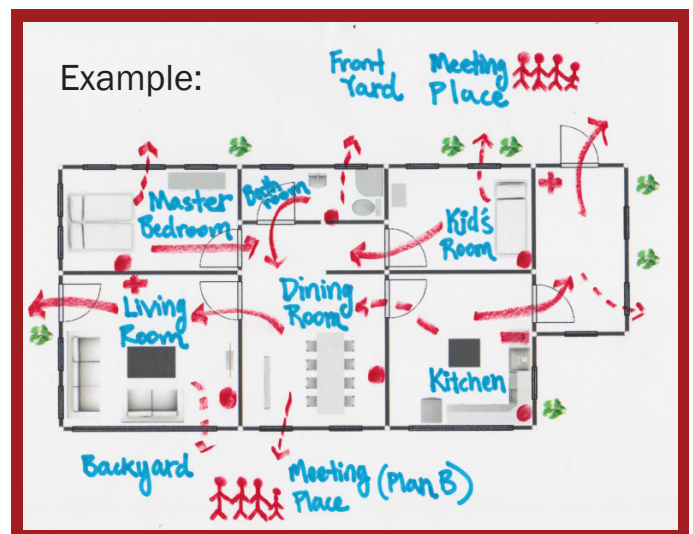 Example:
Front
Yard
Meeting
Place
Master
Bedroom
Bathroom
Kid's
Room
Living
Room
Dining
Room
Kitchen
Backyard
Meeting (Plan B)
Place